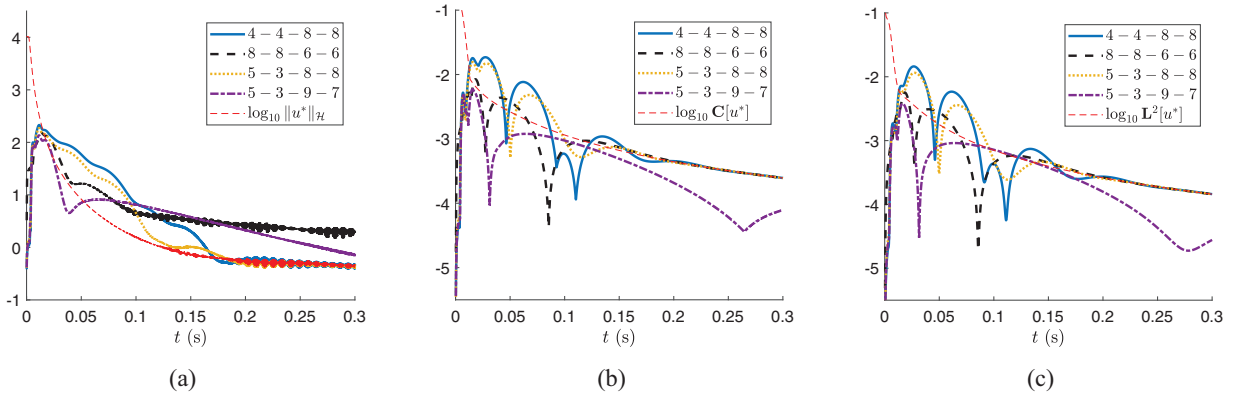 4
3
2
1
0
-1
0
0.05
0.1
0.15
0.2
0.25
0.3
t (s)
4 − 4 − 8 − 8
8 − 8 − 6 − 6
5 − 3 − 8 − 8
5 − 3 − 9 − 7
log₁₀ ‖u*‖_ℋ
(a)
-1
-2
-3
-4
-5
0
0.05
0.1
0.15
0.2
0.25
0.3
t (s)
4 − 4 − 8 − 8
8 − 8 − 6 − 6
5 − 3 − 8 − 8
5 − 3 − 9 − 7
log₁₀ C[u*]
(b)
-1
-2
-3
-4
-5
0
0.05
0.1
0.15
0.2
0.25
0.3
t (s)
4 − 4 − 8 − 8
8 − 8 − 6 − 6
5 − 3 − 8 − 8
5 − 3 − 9 − 7
log₁₀ L²[u*]
(c)